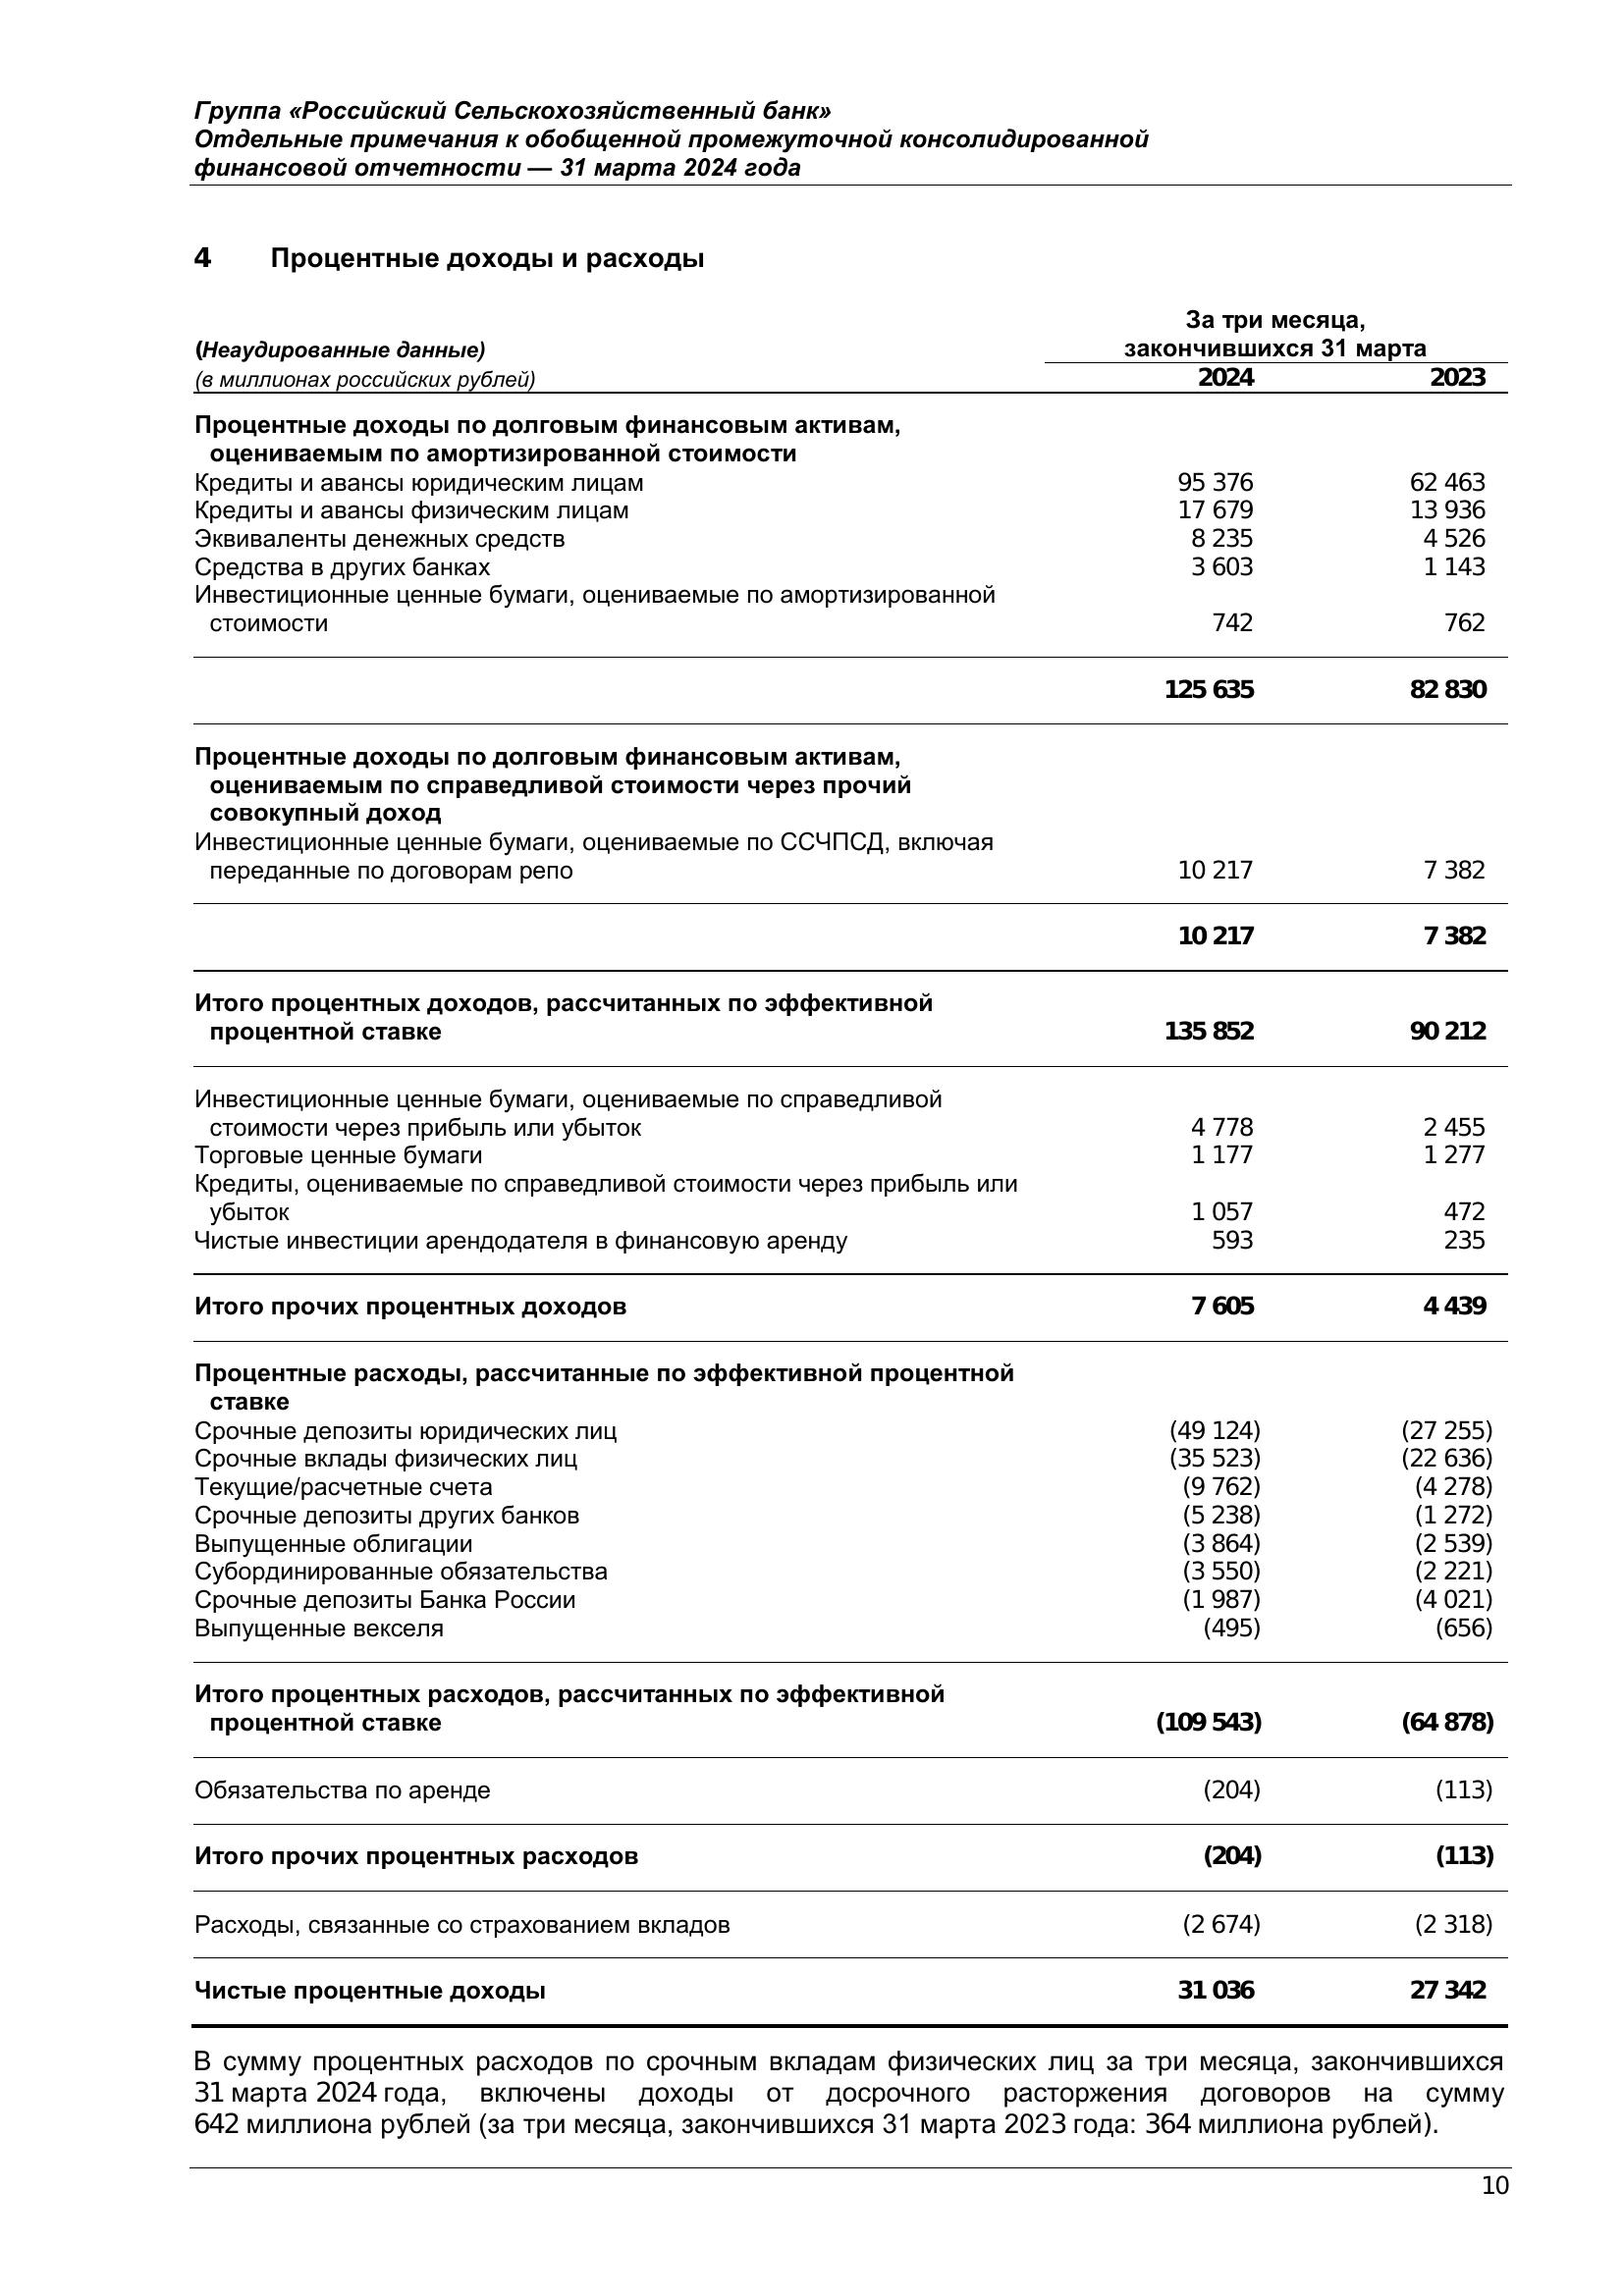 Группа «Российский Сельскохозяйственный банк»
Отдельные примечания к обобщенной промежуточной консолидированной
финансовой отчетности — 31 марта 2024 года
4 Процентные доходы и расходы
За три месяца,
(Неаудированные данные) закончившихся 31 марта
(в миллионах российских рублей) 2024 2023
Процентные доходы по долговым финансовым активам,
оцениваемым по амортизированной стоимости
Кредиты и авансы юридическим лицам 95 376 62 463
Кредиты и авансы физическим лицам 17 679 13 936
Эквиваленты денежных средств 8 235 4 526
Средства в других банках 3 603 1 143
Инвестиционные ценные бумаги, оцениваемые по амортизированной
стоимости 742 762
125 635 82 830
Процентные доходы по долговым финансовым активам,
оцениваемым по справедливой стоимости через прочий
совокупный доход
Инвестиционные ценные бумаги, оцениваемые по ССЧПСД, включая
переданные по договорам репо 10 217 7 382
10 217 7 382
Итого процентных доходов, рассчитанных по эффективной
процентной ставке 135 852 90 212
Инвестиционные ценные бумаги, оцениваемые по справедливой
стоимости через прибыль или убыток 4 778 2 455
Торговые ценные бумаги 1 177 1 277
Кредиты, оцениваемые по справедливой стоимости через прибыль или
убыток 1 057 472
Чистые инвестиции арендодателя в финансовую аренду 593 235
Итого прочих процентных доходов 7 605 4 439
Процентные расходы, рассчитанные по эффективной процентной
ставке
Срочные депозиты юридических лиц (49 124) (27 255)
Срочные вклады физических лиц (35 523) (22 636)
Текущие/расчетные счета (9 762) (4 278)
Срочные депозиты других банков (5 238) (1 272)
Выпущенные облигации (3 864) (2 539)
Субординированные обязательства (3 550) (2 221)
Срочные депозиты Банка России (1 987) (4 021)
Выпущенные векселя (495) (656)
Итого процентных расходов, рассчитанных по эффективной
процентной ставке (109 543) (64 878)
Обязательства по аренде (204) (113)
Итого прочих процентных расходов (204) (113)
Расходы, связанные со страхованием вкладов (2 674) (2 318)
Чистые процентные доходы 31 036 27 342
В сумму процентных расходов по срочным вкладам физических лиц за три месяца, закончившихся
31 марта 2024 года, включены доходы от досрочного расторжения договоров на сумму
642 миллиона рублей (за три месяца, закончившихся 31 марта 2023 года: 364 миллиона рублей).
10